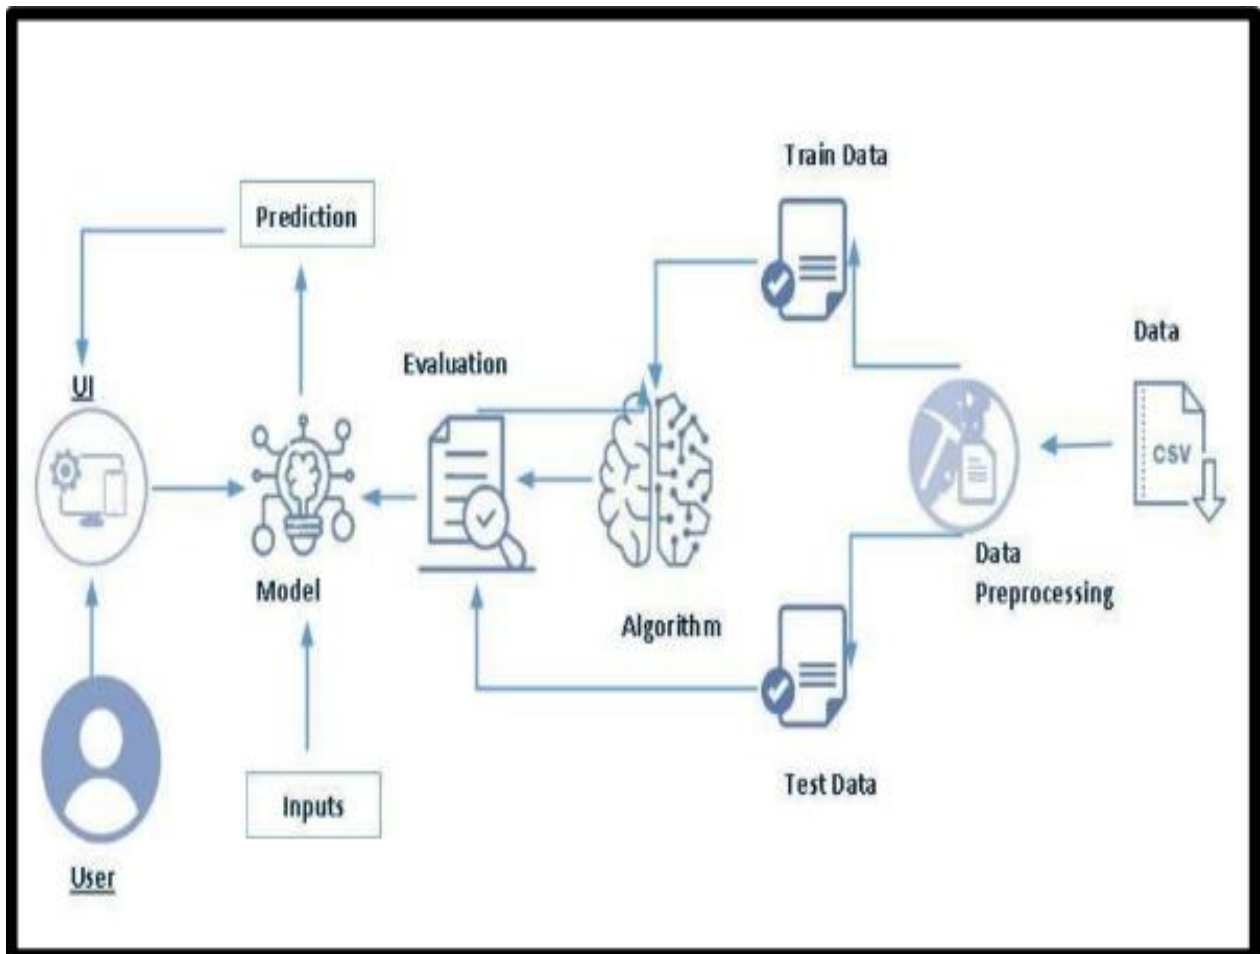 Train Data
Prediction
Data
Evaluation
UI
CSV
Data
Preprocessing
Model
Algorithm
Test Data
Inputs
User